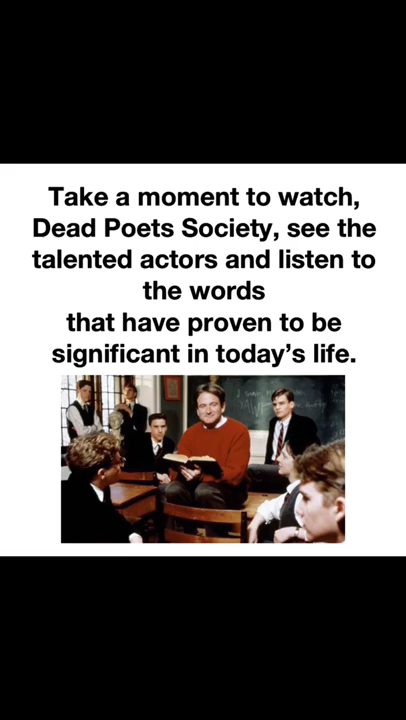 Take a moment to watch,
Dead Poets Society, see the
talented actors and listen to
the words
that have proven to be
significant in today’s life.